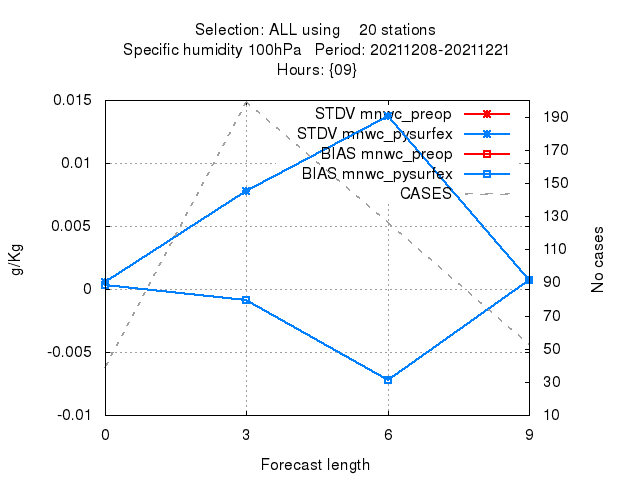 Selection: ALL using    20 stations
Specific humidity 100hPa   Period: 20211208-20211221
Hours: {09}
STDV mnwc_preop
STDV mnwc_pysurfex
BIAS mnwc_preop
BIAS mnwc_pysurfex
CASES
0.015
0.01
0.005
0
-0.005
-0.01
g/Kg
190
170
150
130
110
90
70
50
30
10
No cases
0 3 6 9
Forecast length